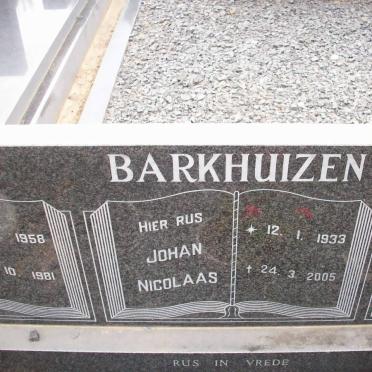 BARKHUIZEN
1958
10. 1981
HIER RUS
JOHAN
NICOLAAS
* 12. 1. 1933
† 24. 3. 2005
RUS IN VREDE